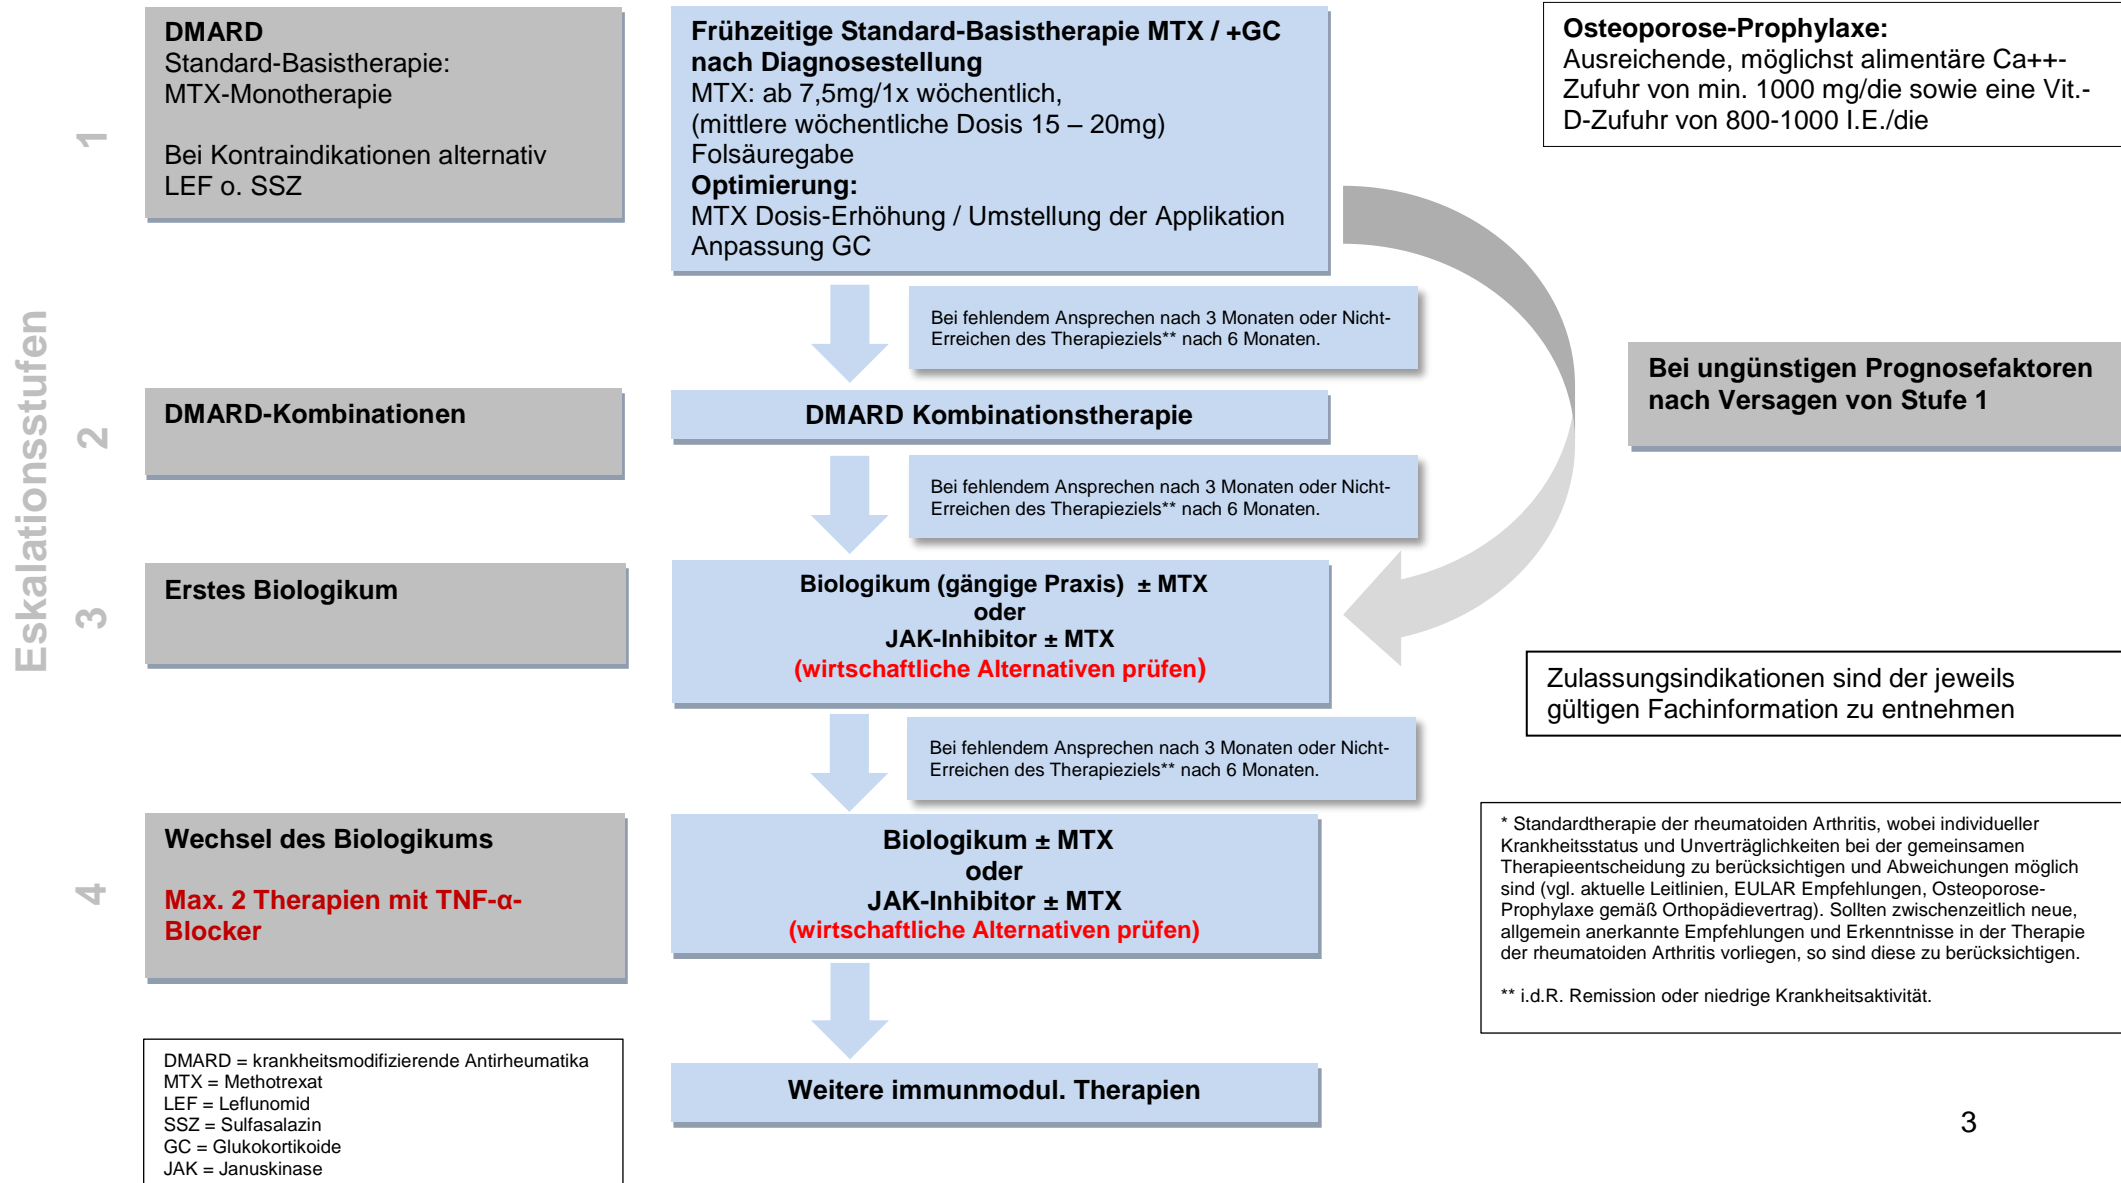 Eskalationsstufen
1
DMARD
Standard-Basistherapie:
MTX-Monotherapie
Bei Kontraindikationen alternativ
LEF o. SSZ
Frühzeitige Standard-Basistherapie MTX / +GC
nach Diagnosestellung
MTX: ab 7,5mg/1x wöchentlich,
(mittlere wöchentliche Dosis 15 – 20mg)
Folsäuregabe
Optimierung:
MTX Dosis-Erhöhung / Umstellung der Applikation
Anpassung GC
Osteoporose-Prophylaxe:
Ausreichende, möglichst alimentäre Ca++-
Zufuhr von min. 1000 mg/die sowie eine Vit.-
D-Zufuhr von 800-1000 I.E./die
Bei fehlendem Ansprechen nach 3 Monaten oder Nicht-
Erreichen des Therapieziels** nach 6 Monaten.
Bei ungünstigen Prognosefaktoren
nach Versagen von Stufe 1
2
DMARD-Kombinationen
DMARD Kombinationstherapie
Bei fehlendem Ansprechen nach 3 Monaten oder Nicht-
Erreichen des Therapieziels** nach 6 Monaten.
3
Erstes Biologikum
Biologikum (gängige Praxis) ± MTX
oder
JAK-Inhibitor ± MTX
(wirtschaftliche Alternativen prüfen)
Zulassungsindikationen sind der jeweils
gültigen Fachinformation zu entnehmen
Bei fehlendem Ansprechen nach 3 Monaten oder Nicht-
Erreichen des Therapieziels** nach 6 Monaten.
4
Wechsel des Biologikums
Max. 2 Therapien mit TNF-α-
Blocker
Biologikum ± MTX
oder
JAK-Inhibitor ± MTX
(wirtschaftliche Alternativen prüfen)
* Standardtherapie der rheumatoiden Arthritis, wobei individueller
Krankheitsstatus und Unverträglichkeiten bei der gemeinsamen
Therapieentscheidung zu berücksichtigen und Abweichungen möglich
sind (vgl. aktuelle Leitlinien, EULAR Empfehlungen, Osteoporose-
Prophylaxe gemäß Orthopädievertrag). Sollten zwischenzeitlich neue,
allgemein anerkannte Empfehlungen und Erkenntnisse in der Therapie
der rheumatoiden Arthritis vorliegen, so sind diese zu berücksichtigen.
** i.d.R. Remission oder niedrige Krankheitsaktivität.
DMARD = krankheitsmodifizierende Antirheumatika
MTX = Methotrexat
LEF = Leflunomid
SSZ = Sulfasalazin
GC = Glukokortikoide
JAK = Januskinase
Weitere immunmodul. Therapien
3